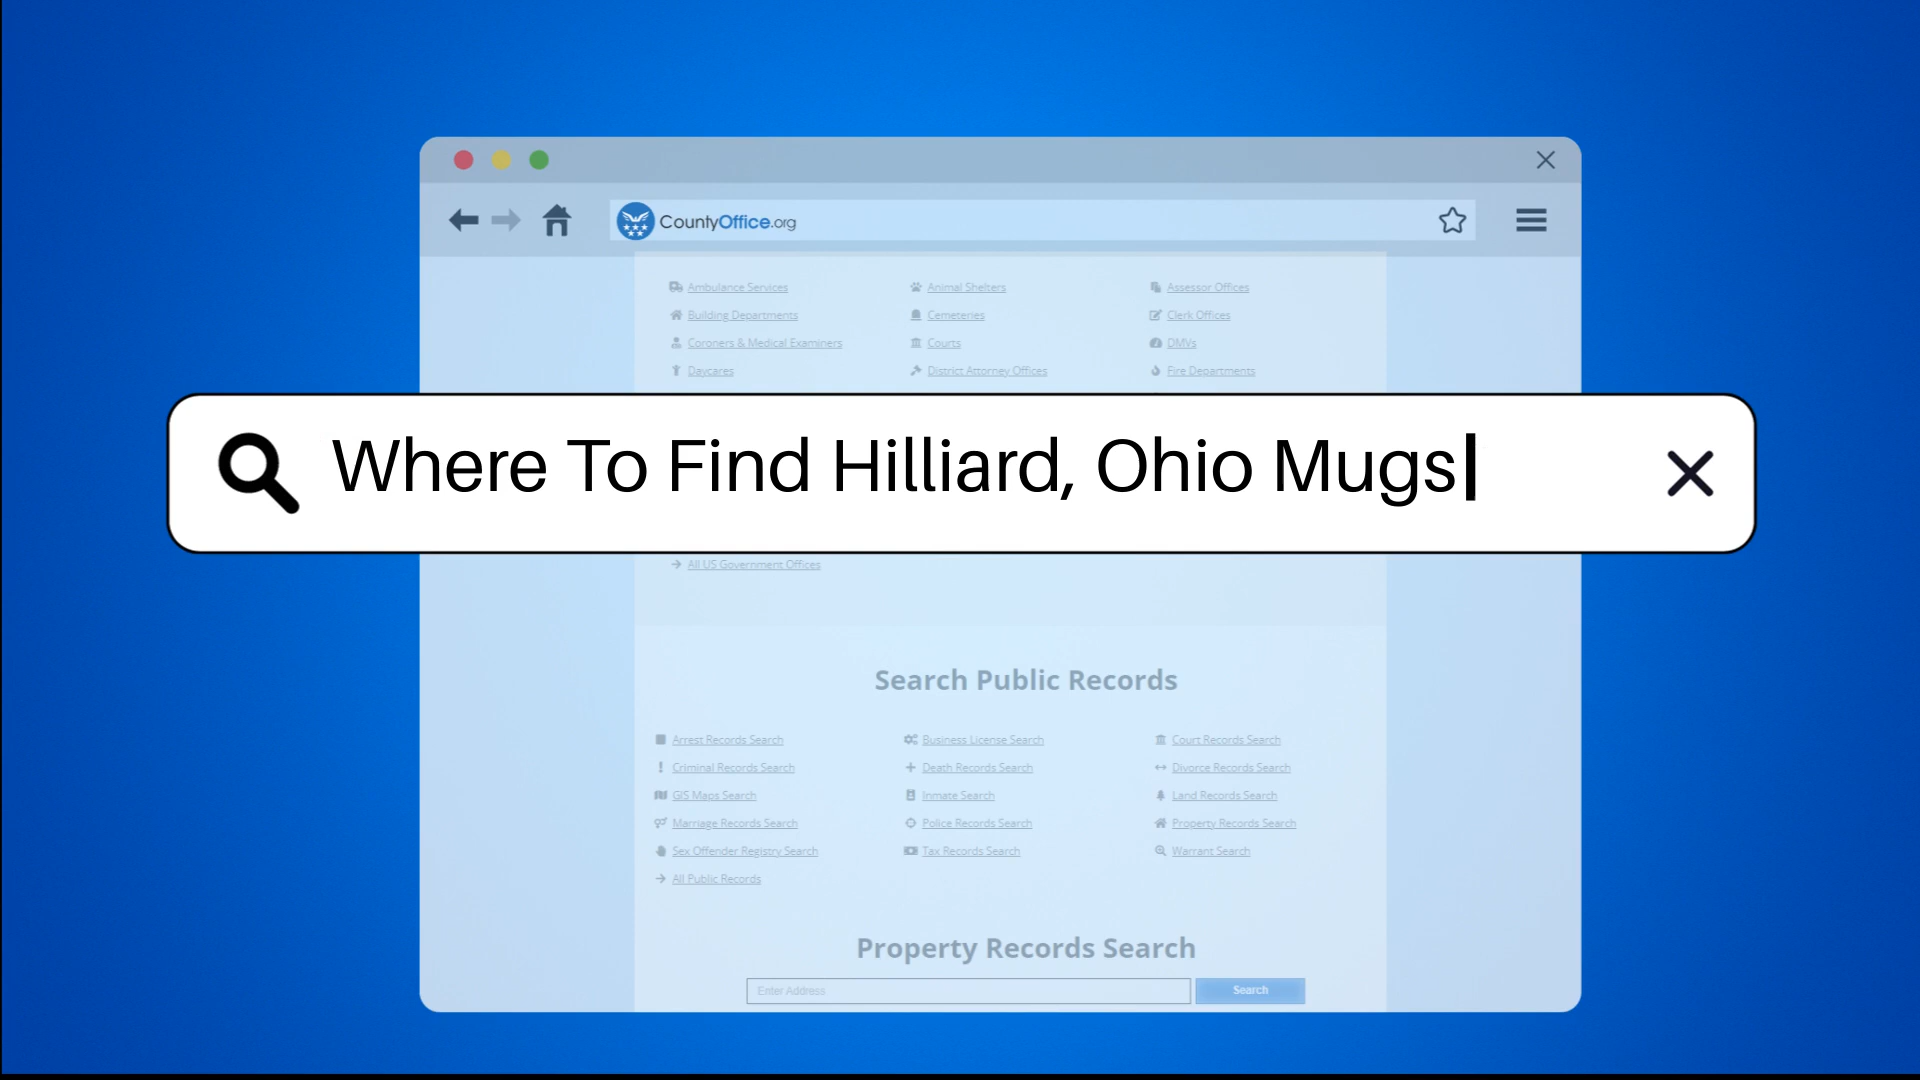 CountyOffice.org
Ambulance Services Animal Shelters Assessor Offices
Building Departments Cemeteries Clerk Offices
Coroners & Medical Examiners Courts DMVs
Daycares District Attorney Offices Fire Departments
Where To Find Hilliard, Ohio Mugs
All US Government Offices
Search Public Records
Arrest Records Search Business License Search Court Records Search
Criminal Records Search Death Records Search Divorce Records Search
GIS Maps Search Inmate Search Land Records Search
Marriage Records Search Police Records Search Property Records Search
Sex Offender Registry Search Tax Records Search Warrant Search
All Public Records
Property Records Search
Enter Address Search